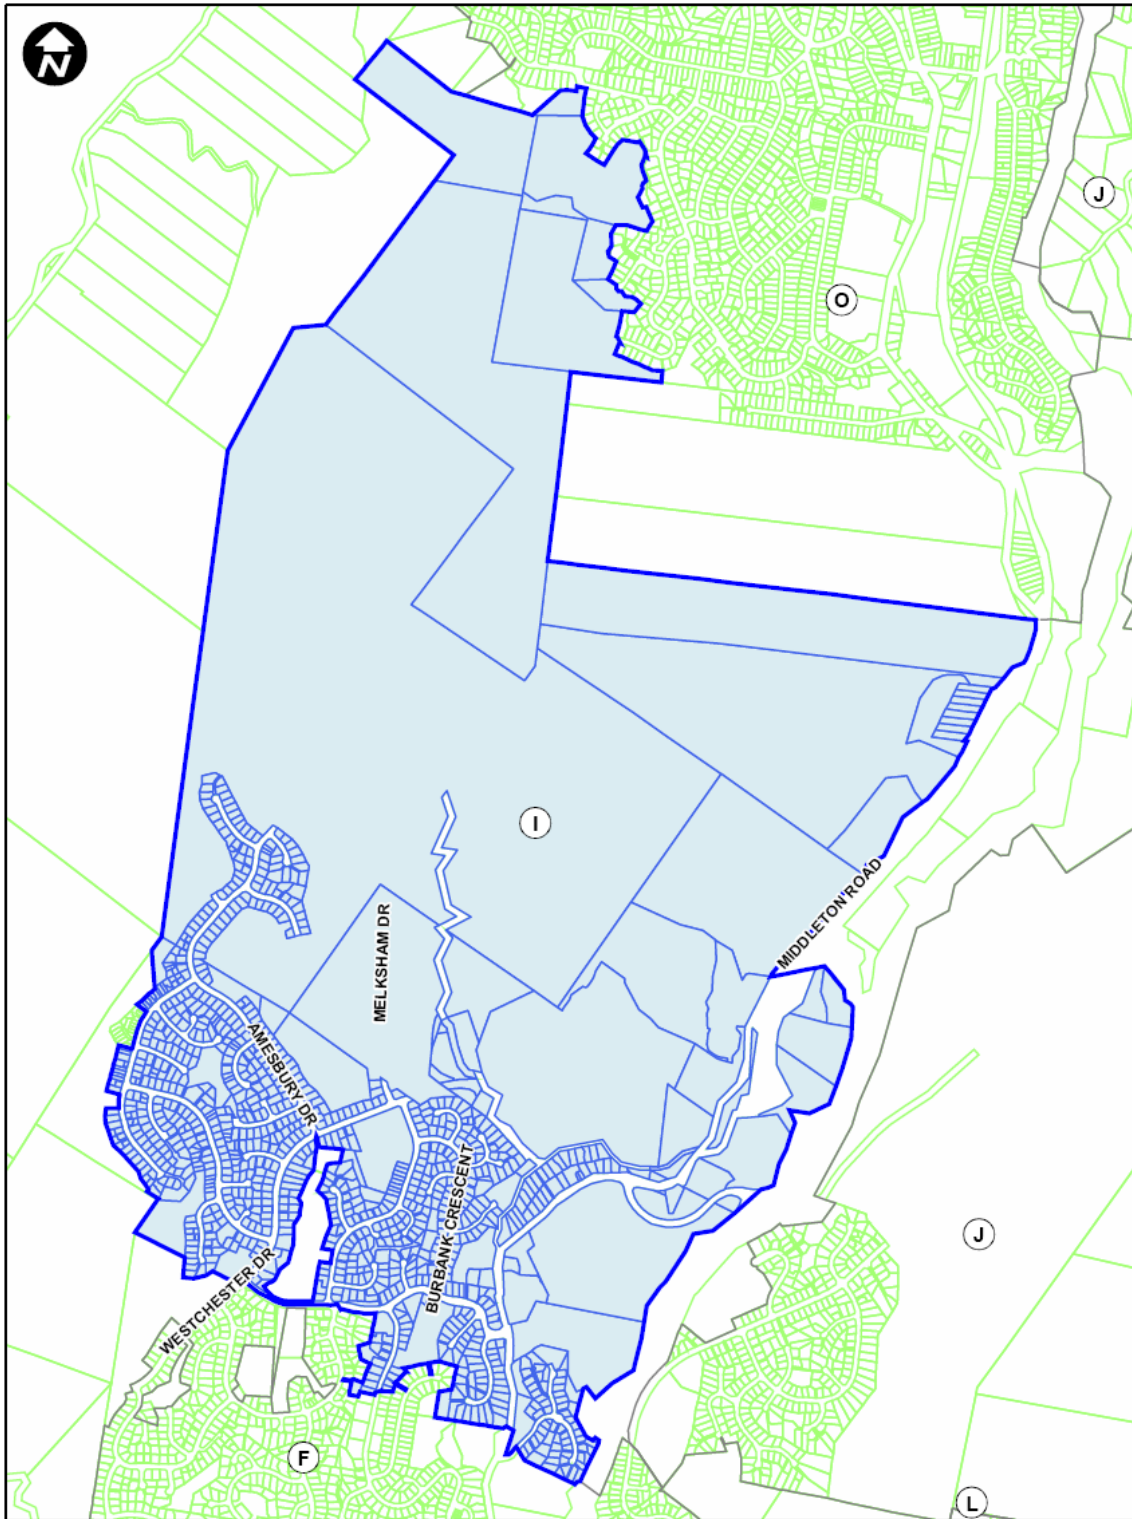 N
J
O
I
MIDDLETON ROAD
MELKSHAM DR
AMESBURY DR
BURBANK CRESCENT
J
WESTCHESTER DR
F
L